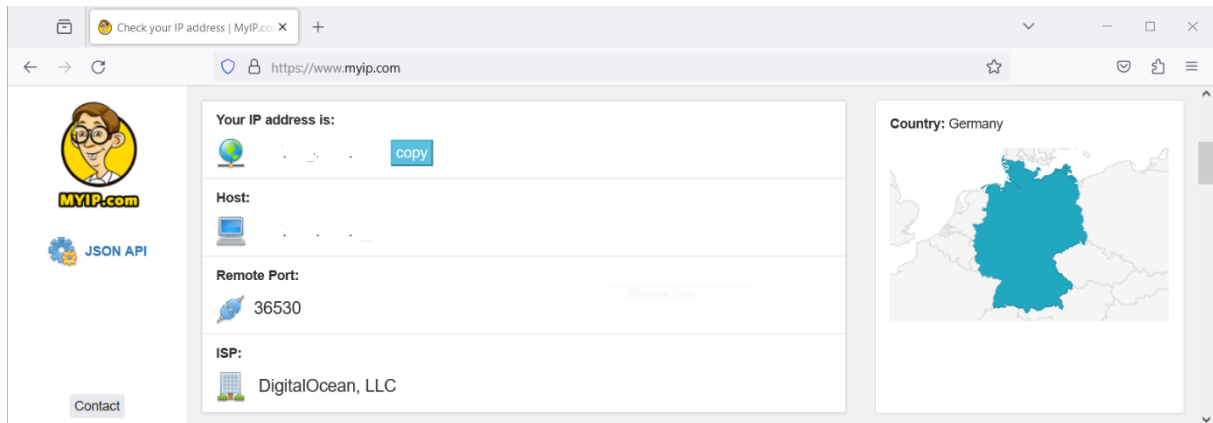 Check your IP address | MyIP.co
https://www.myip.com
MYIP.com
JSON API
Contact
Your IP address is:
copy
Host:
Remote Port:
36530
ISP:
DigitalOcean, LLC
Country: Germany